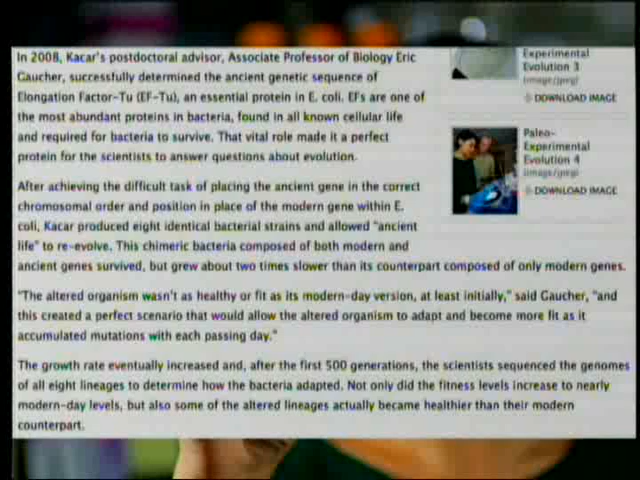 In 2008, Kacar's postdoctoral advisor, Associate Professor of Biology Eric
Gaucher, successfully determined the ancient genetic sequence of
Elongation Factor-Tu (EF-Tu), an essential protein in E. coli. EFs are one of
the most abundant proteins in bacteria, found in all known cellular life
and required for bacteria to survive. That vital role made it a perfect
protein for the scientists to answer questions about evolution.
After achieving the difficult task of placing the ancient gene in the correct
chromosomal order and position in place of the modern gene within E.
coli, Kacar produced eight identical bacterial strains and allowed "ancient
life" to re-evolve. This chimeric bacteria composed of both modern and
ancient genes survived, but grew about two times slower than its counterpart composed of only modern genes.
"The altered organism wasn't as healthy or fit as its modern-day version, at least initially," said Gaucher, "and
this created a perfect scenario that would allow the altered organism to adapt and become more fit as it
accumulated mutations with each passing day."
The growth rate eventually increased and, after the first 500 generations, the scientists sequenced the genomes
of all eight lineages to determine how the bacteria adapted. Not only did the fitness levels increase to nearly
modern-day levels, but also some of the altered lineages actually became healthier than their modern
counterpart.
Experimental
Evolution 3
(image/jpeg)
DOWNLOAD IMAGE
Paleo-
Experimental
Evolution 4
(image/jpeg)
DOWNLOAD IMAGE